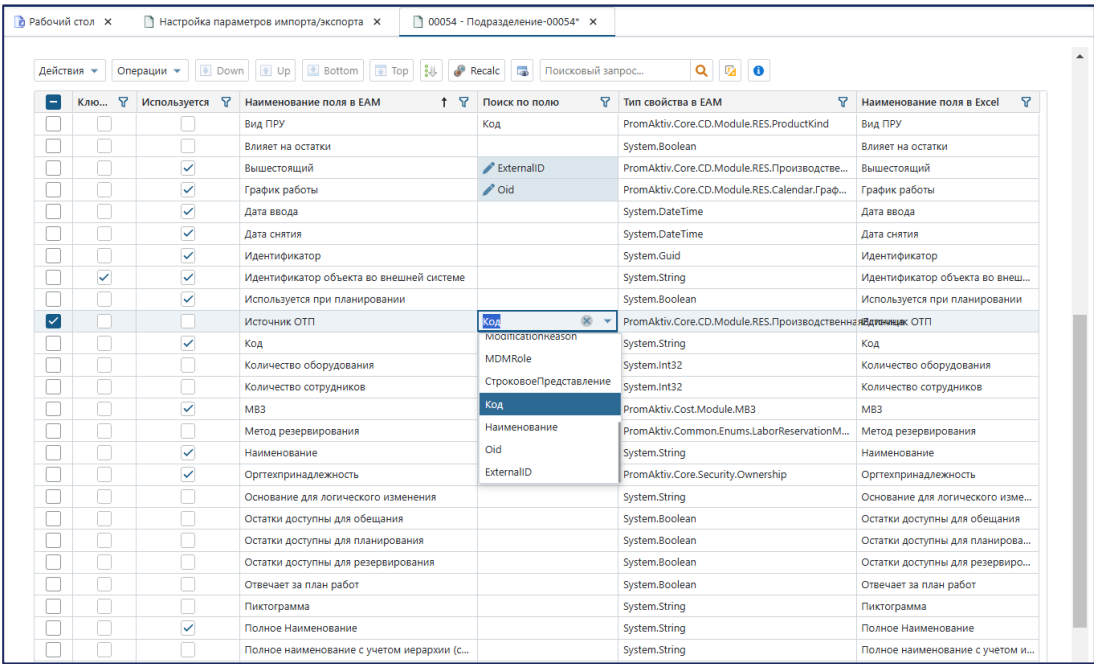 Рабочий стол × Настройка параметров импорта/экспорта × 00054 - Подразделение-00054* ×
Действия Операции Down Up Bottom Top Recalc Поисковый запрос...
Клю... Используется Наименование поля в EAM ↑ Поиск по полю Тип свойства в EAM Наименование поля в Excel
Вид ПРУ Код PromAktiv.Core.CD.Module.RES.ProductKind Вид ПРУ
Влияет на остатки System.Boolean Влияет на остатки
Вышестоящий ExternalID PromAktiv.Core.CD.Module.RES.Производстве... Вышестоящий
График работы Oid PromAktiv.Core.CD.Module.RES.Calendar.Граф... График работы
Дата ввода System.DateTime Дата ввода
Дата снятия System.DateTime Дата снятия
Идентификатор System.Guid Идентификатор
Идентификатор объекта во внешней системе System.String Идентификатор объекта во внеш...
Используется при планировании System.Boolean Используется при планировании
Источник ОТП Код PromAktiv.Core.CD.Module.RES.ПроизводственнаяЕдиница Источник ОТП
ModificationReason
Код System.String Код
MDMRole
Количество оборудования System.Int32 Количество оборудования
СтроковоеПредставление
Количество сотрудников System.Int32 Количество сотрудников
Код
МВЗ PromAktiv.Cost.Module.МВЗ МВЗ
Наименование
Метод резервирования PromAktiv.Common.Enums.LaborReservationM... Метод резервирования
Oid
Наименование System.String Наименование
ExternalID
Оргтехпринадлежность PromAktiv.Core.Security.Ownership Оргтехпринадлежность
Основание для логического изменения System.String Основание для логического изме...
Остатки доступны для обещания System.Boolean Остатки доступны для обещания
Остатки доступны для планирования System.Boolean Остатки доступны для планирова...
Остатки доступны для резервирования System.Boolean Остатки доступны для резервиро...
Отвечает за план работ System.Boolean Отвечает за план работ
Пиктограмма System.String Пиктограмма
Полное Наименование System.String Полное Наименование
Полное наименование с учетом иерархии (с... System.String Полное наименование с учетом и...